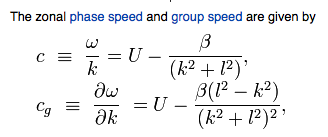 The zonal phase speed and group speed are given by
c ≡ ω/k = U − β/(k² + l²),
c_g ≡ ∂ω/∂k = U − β(l² − k²)/(k² + l²)²,